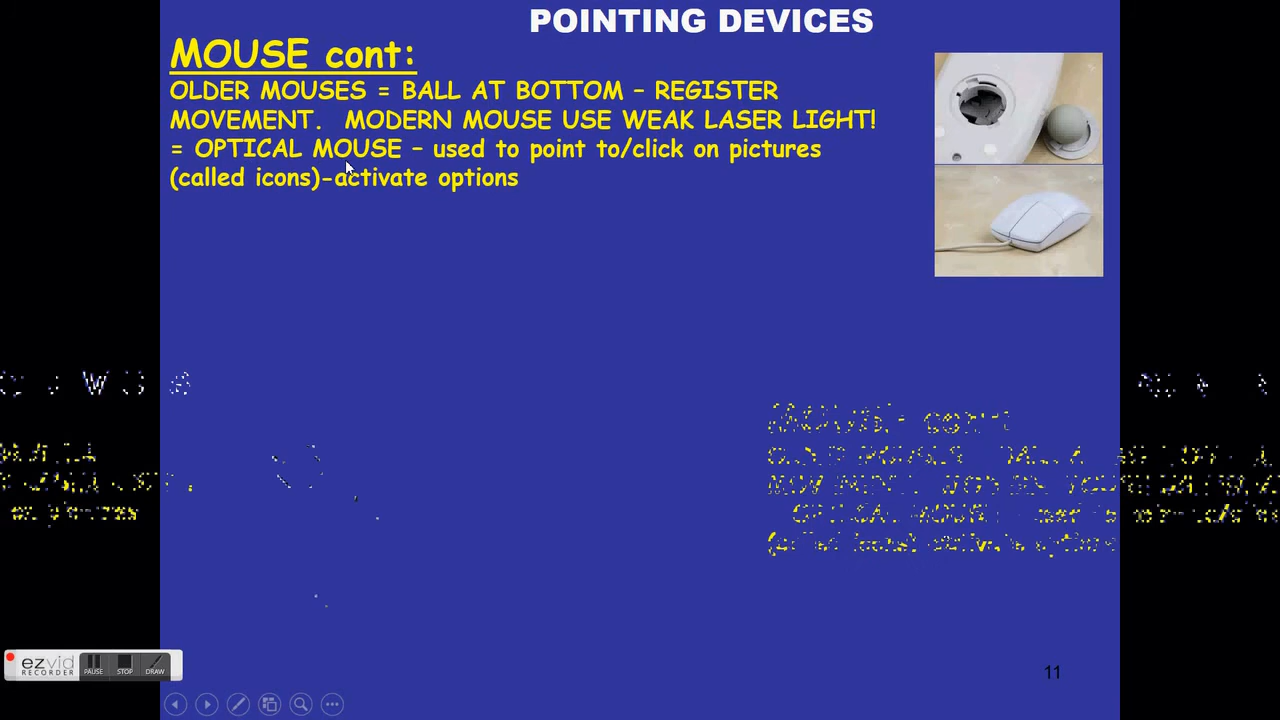 POINTING DEVICES
MOUSE cont:
OLDER MOUSES = BALL AT BOTTOM – REGISTER
MOVEMENT. MODERN MOUSE USE WEAK LASER LIGHT!
= OPTICAL MOUSE – used to point to/click on pictures
(called icons)-activate options
ezvid
RECORDER
PAUSE STOP DRAW
11